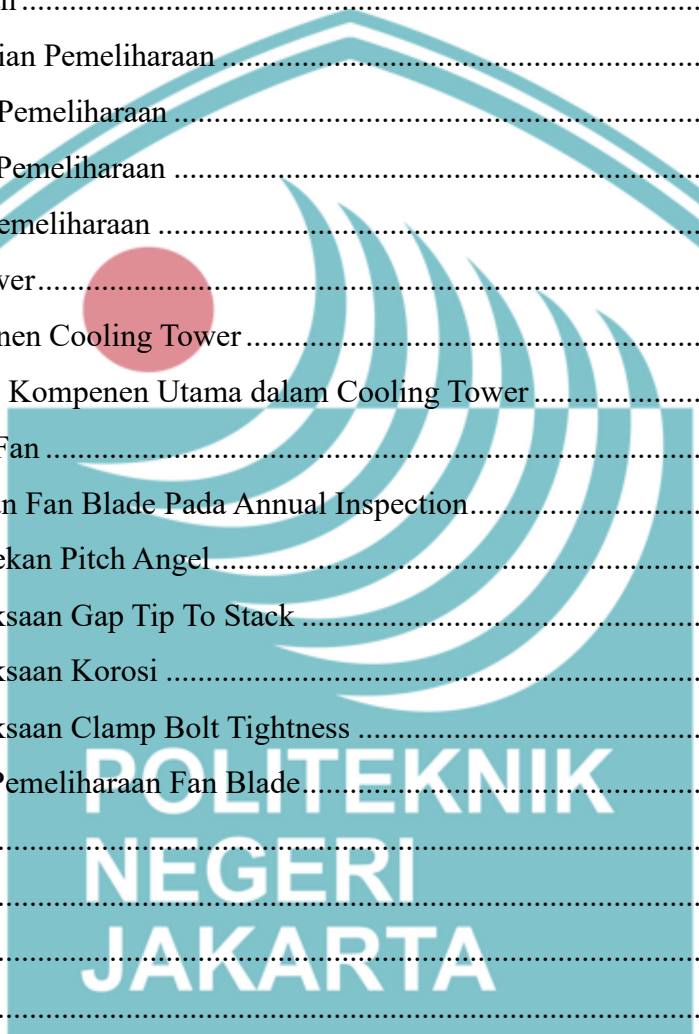 ian Pemeliharaan ........................................
Pemeliharaan ........................................
Pemeliharaan ........................................
emeliharaan ........................................
ver........................................
nen Cooling Tower ........................................
Kompenen Utama dalam Cooling Tower ........................................
Fan ........................................
n Fan Blade Pada Annual Inspection........................................
ekan Pitch Angel........................................
ksaan Gap Tip To Stack ........................................
ksaan Korosi ........................................
ksaan Clamp Bolt Tightness ........................................
Pemeliharaan Fan Blade........................................
POLITEKNIK
NEGERI
JAKARTA